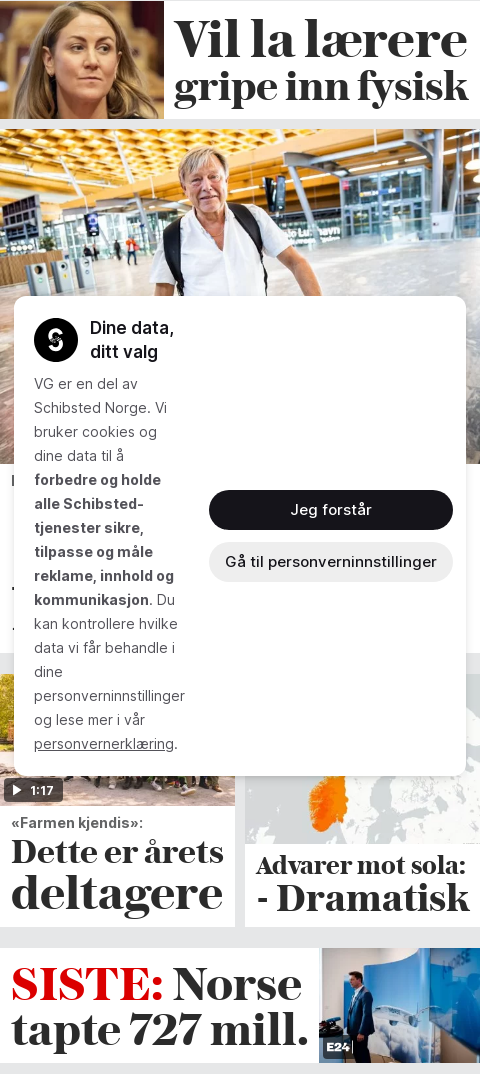 Vil la lærere
gripe inn fysisk
Dine data,
ditt valg
VG er en del av
Schibsted Norge. Vi
bruker cookies og
dine data til å
forbedre og holde
alle Schibsted-
tjenester sikre,
tilpasse og måle
reklame, innhold og
kommunikasjon. Du
kan kontrollere hvilke
data vi får behandle i
dine
personverninnstillinger
og lese mer i vår
personvernerklæring.
Jeg forstår
Gå til personverninnstillinger
1:17
«Farmen kjendis»:
Dette er årets
deltagere
Advarer mot sola:
- Dramatisk
SISTE: Norse
tapte 727 mill.
E24